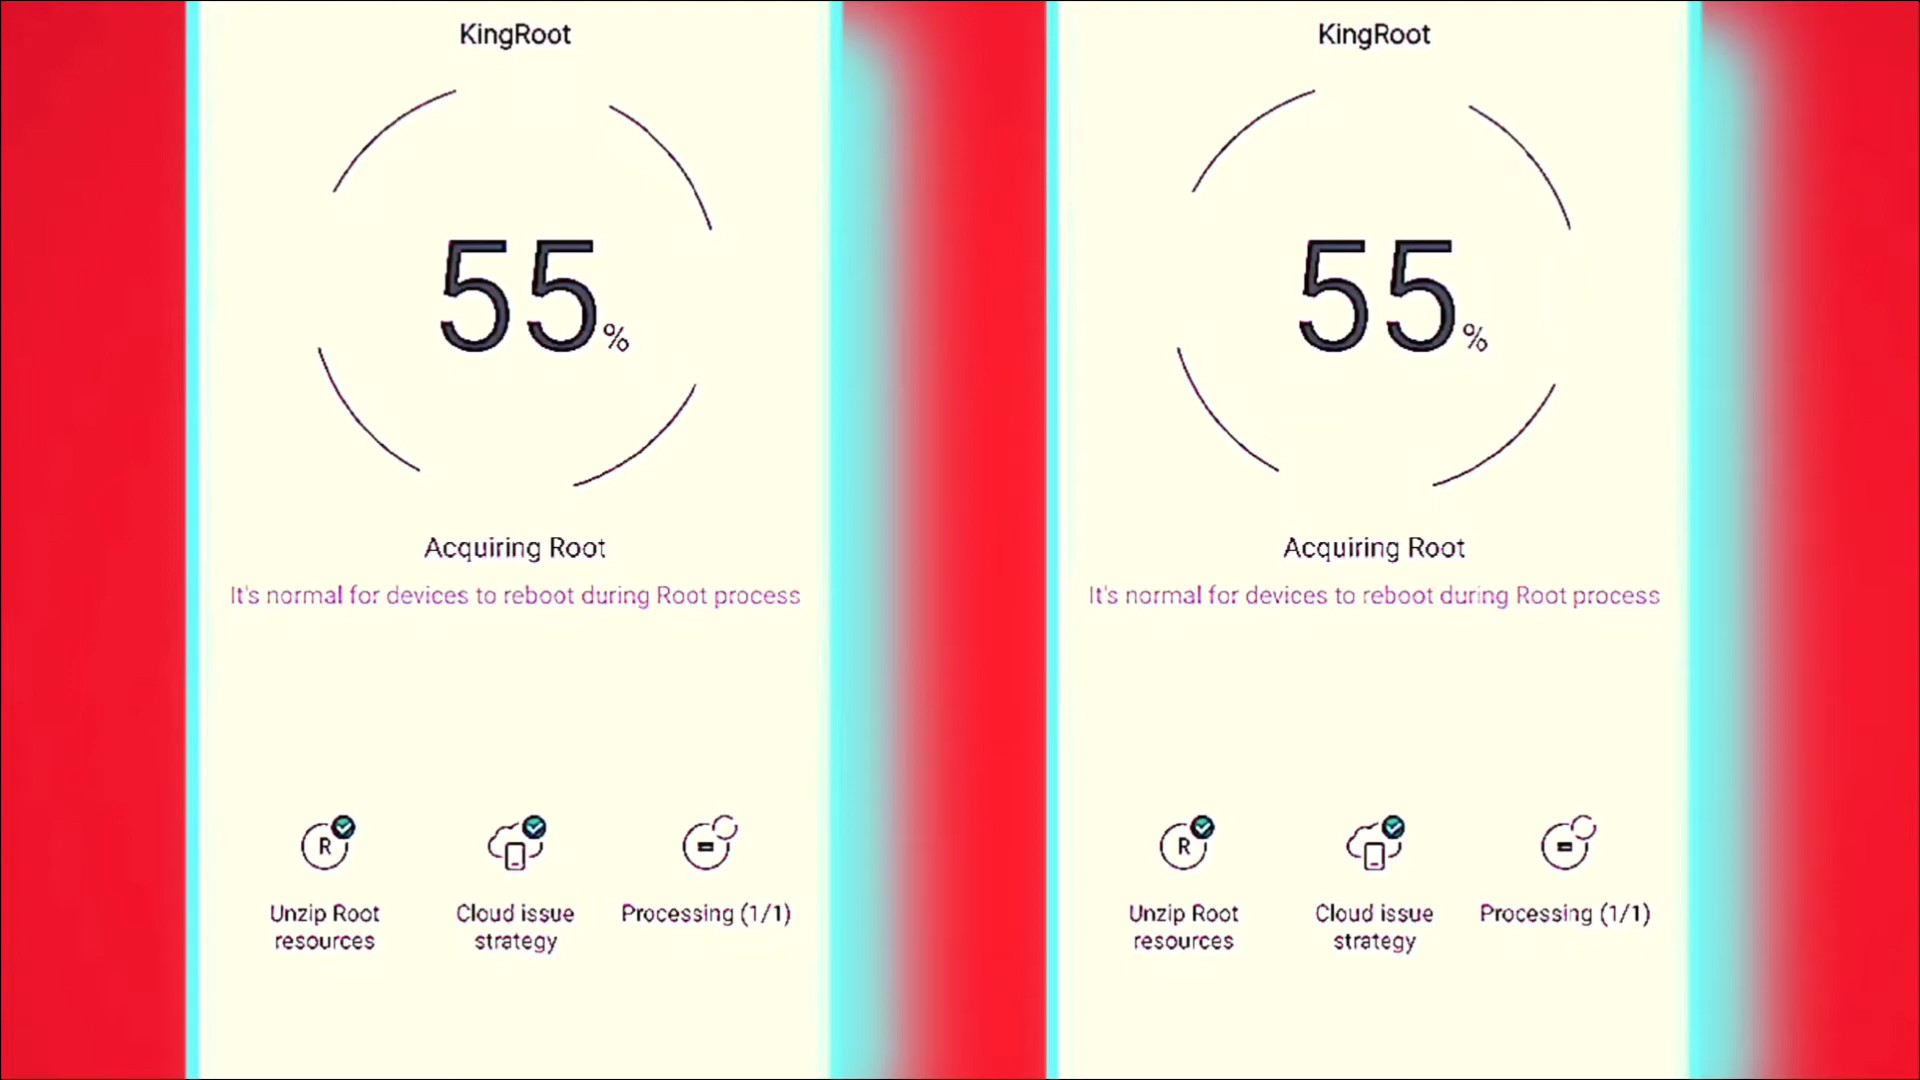 KingRoot
55%
Acquiring Root
It's normal for devices to reboot during Root process
R
Unzip Root
resources
Cloud issue
strategy
Processing (1/1)
KingRoot
55%
Acquiring Root
It's normal for devices to reboot during Root process
R
Unzip Root
resources
Cloud issue
strategy
Processing (1/1)